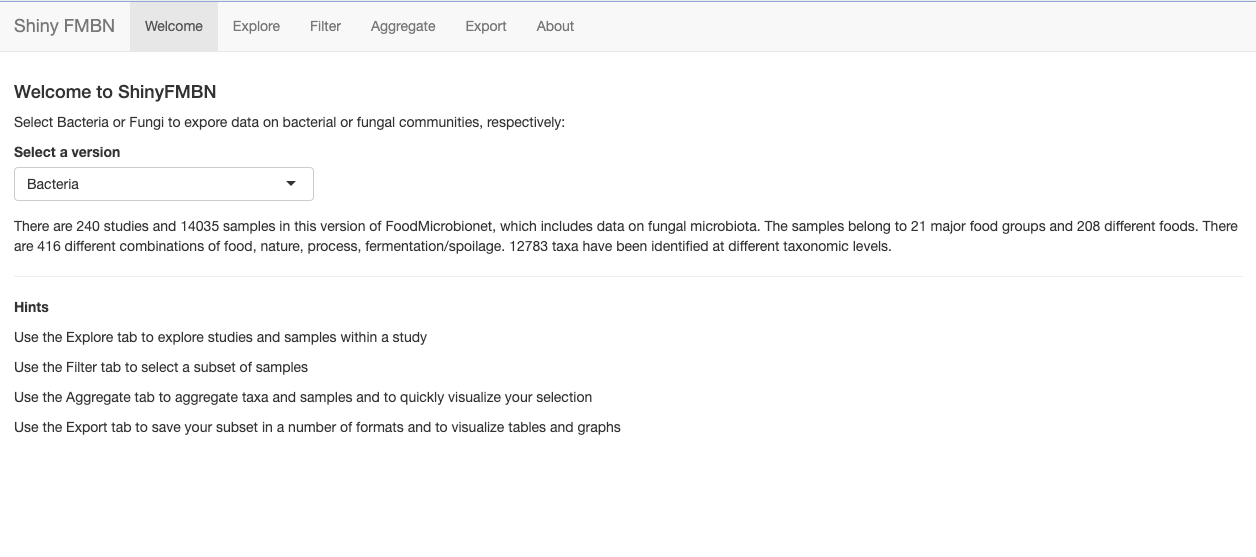 Shiny FMBN Welcome Explore Filter Aggregate Export About
Welcome to ShinyFMBN
Select Bacteria or Fungi to expore data on bacterial or fungal communities, respectively:
Select a version
Bacteria
There are 240 studies and 14035 samples in this version of FoodMicrobionet, which includes data on fungal microbiota. The samples belong to 21 major food groups and 208 different foods. There
are 416 different combinations of food, nature, process, fermentation/spoilage. 12783 taxa have been identified at different taxonomic levels.
Hints
Use the Explore tab to explore studies and samples within a study
Use the Filter tab to select a subset of samples
Use the Aggregate tab to aggregate taxa and samples and to quickly visualize your selection
Use the Export tab to save your subset in a number of formats and to visualize tables and graphs